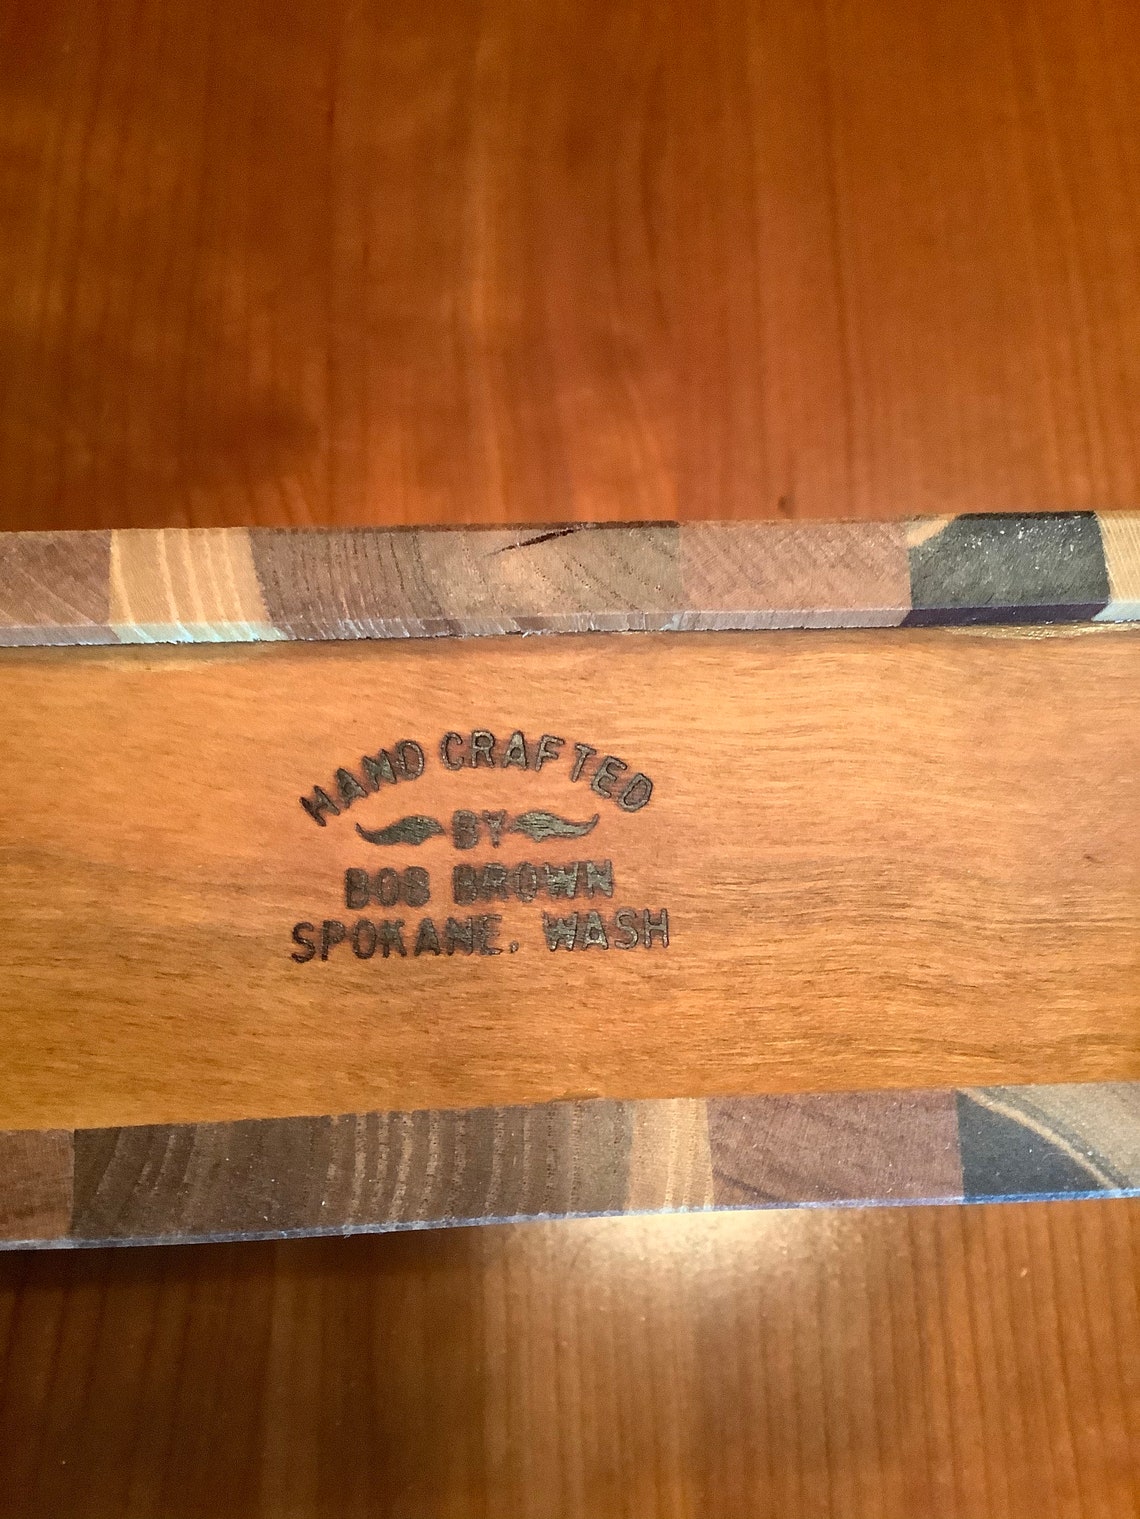 HAND CRAFTED
BY
BOB BROWN
SPOKANE, WASH